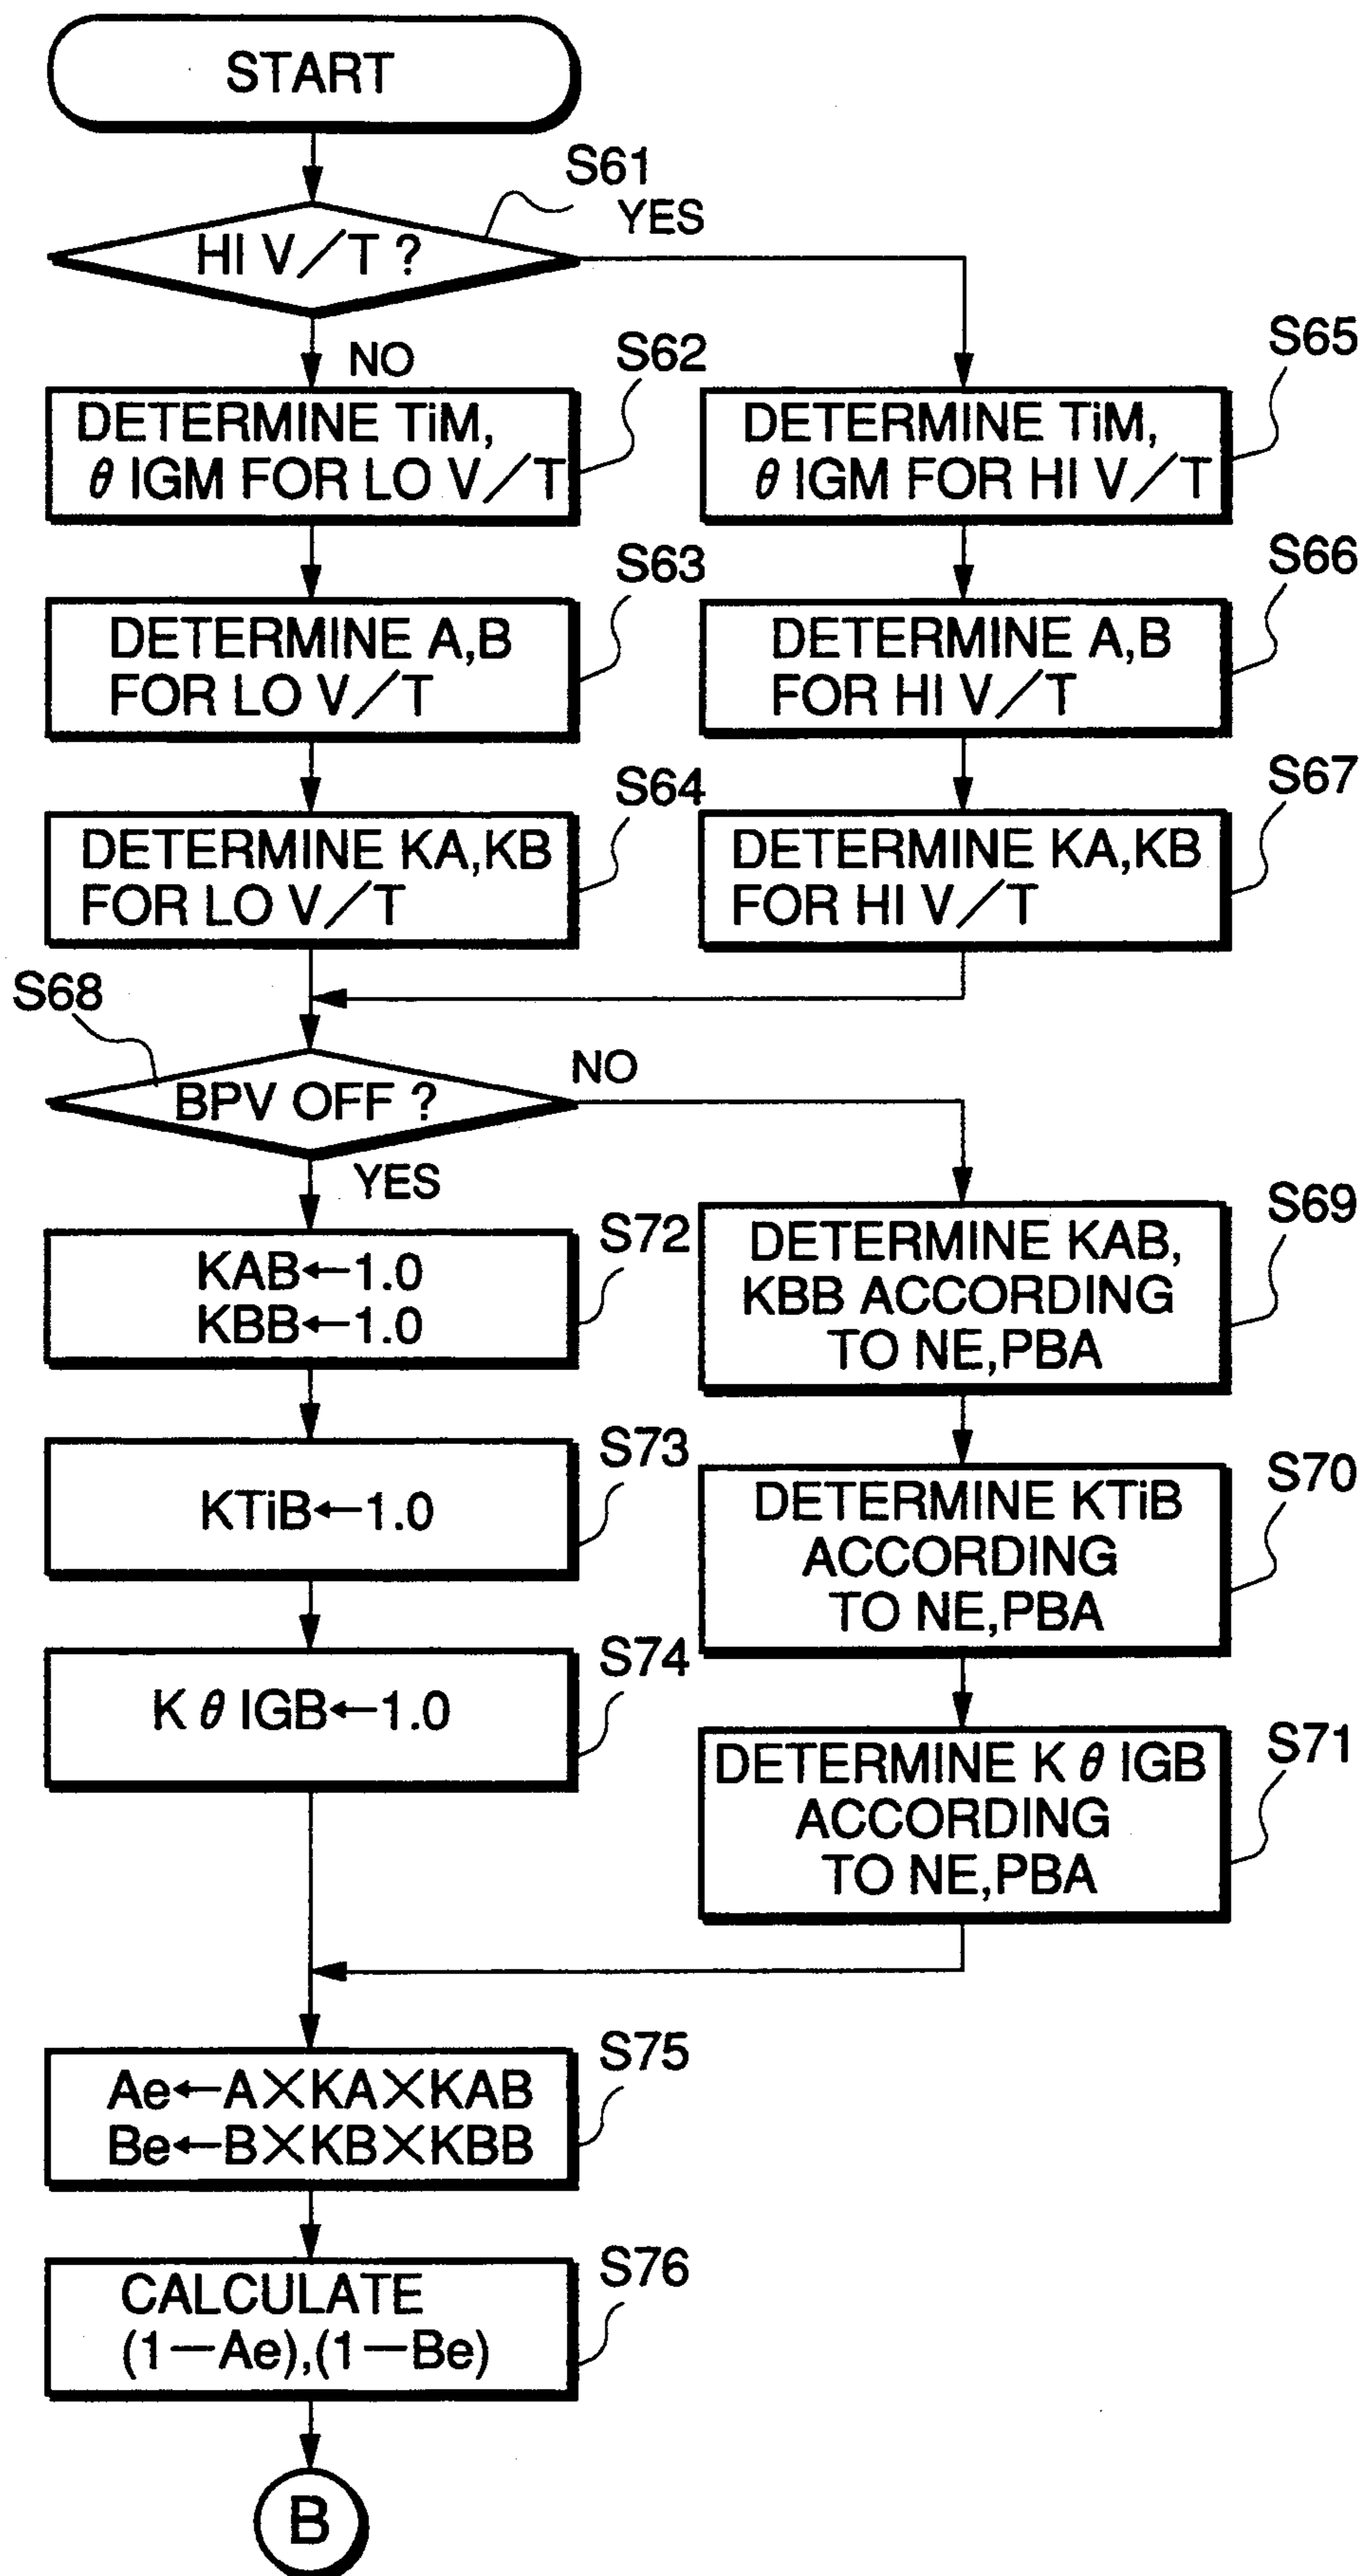 START
S61
YES
HI V/T ?
NO
S62
DETERMINE TiM,
θ IGM FOR LO V/T
S65
DETERMINE TiM,
θ IGM FOR HI V/T
S63
DETERMINE A,B
FOR LO V/T
S66
DETERMINE A,B
FOR HI V/T
S64
DETERMINE KA,KB
FOR LO V/T
S67
DETERMINE KA,KB
FOR HI V/T
S68
BPV OFF ?
NO
YES
S72
KAB←1.0
KBB←1.0
S69
DETERMINE KAB,
KBB ACCORDING
TO NE,PBA
S73
KTiB←1.0
S70
DETERMINE KTiB
ACCORDING
TO NE,PBA
S74
K θ IGB←1.0
S71
DETERMINE K θ IGB
ACCORDING
TO NE,PBA
S75
Ae←A×KA×KAB
Be←B×KB×KBB
S76
CALCULATE
(1−Ae),(1−Be)
B